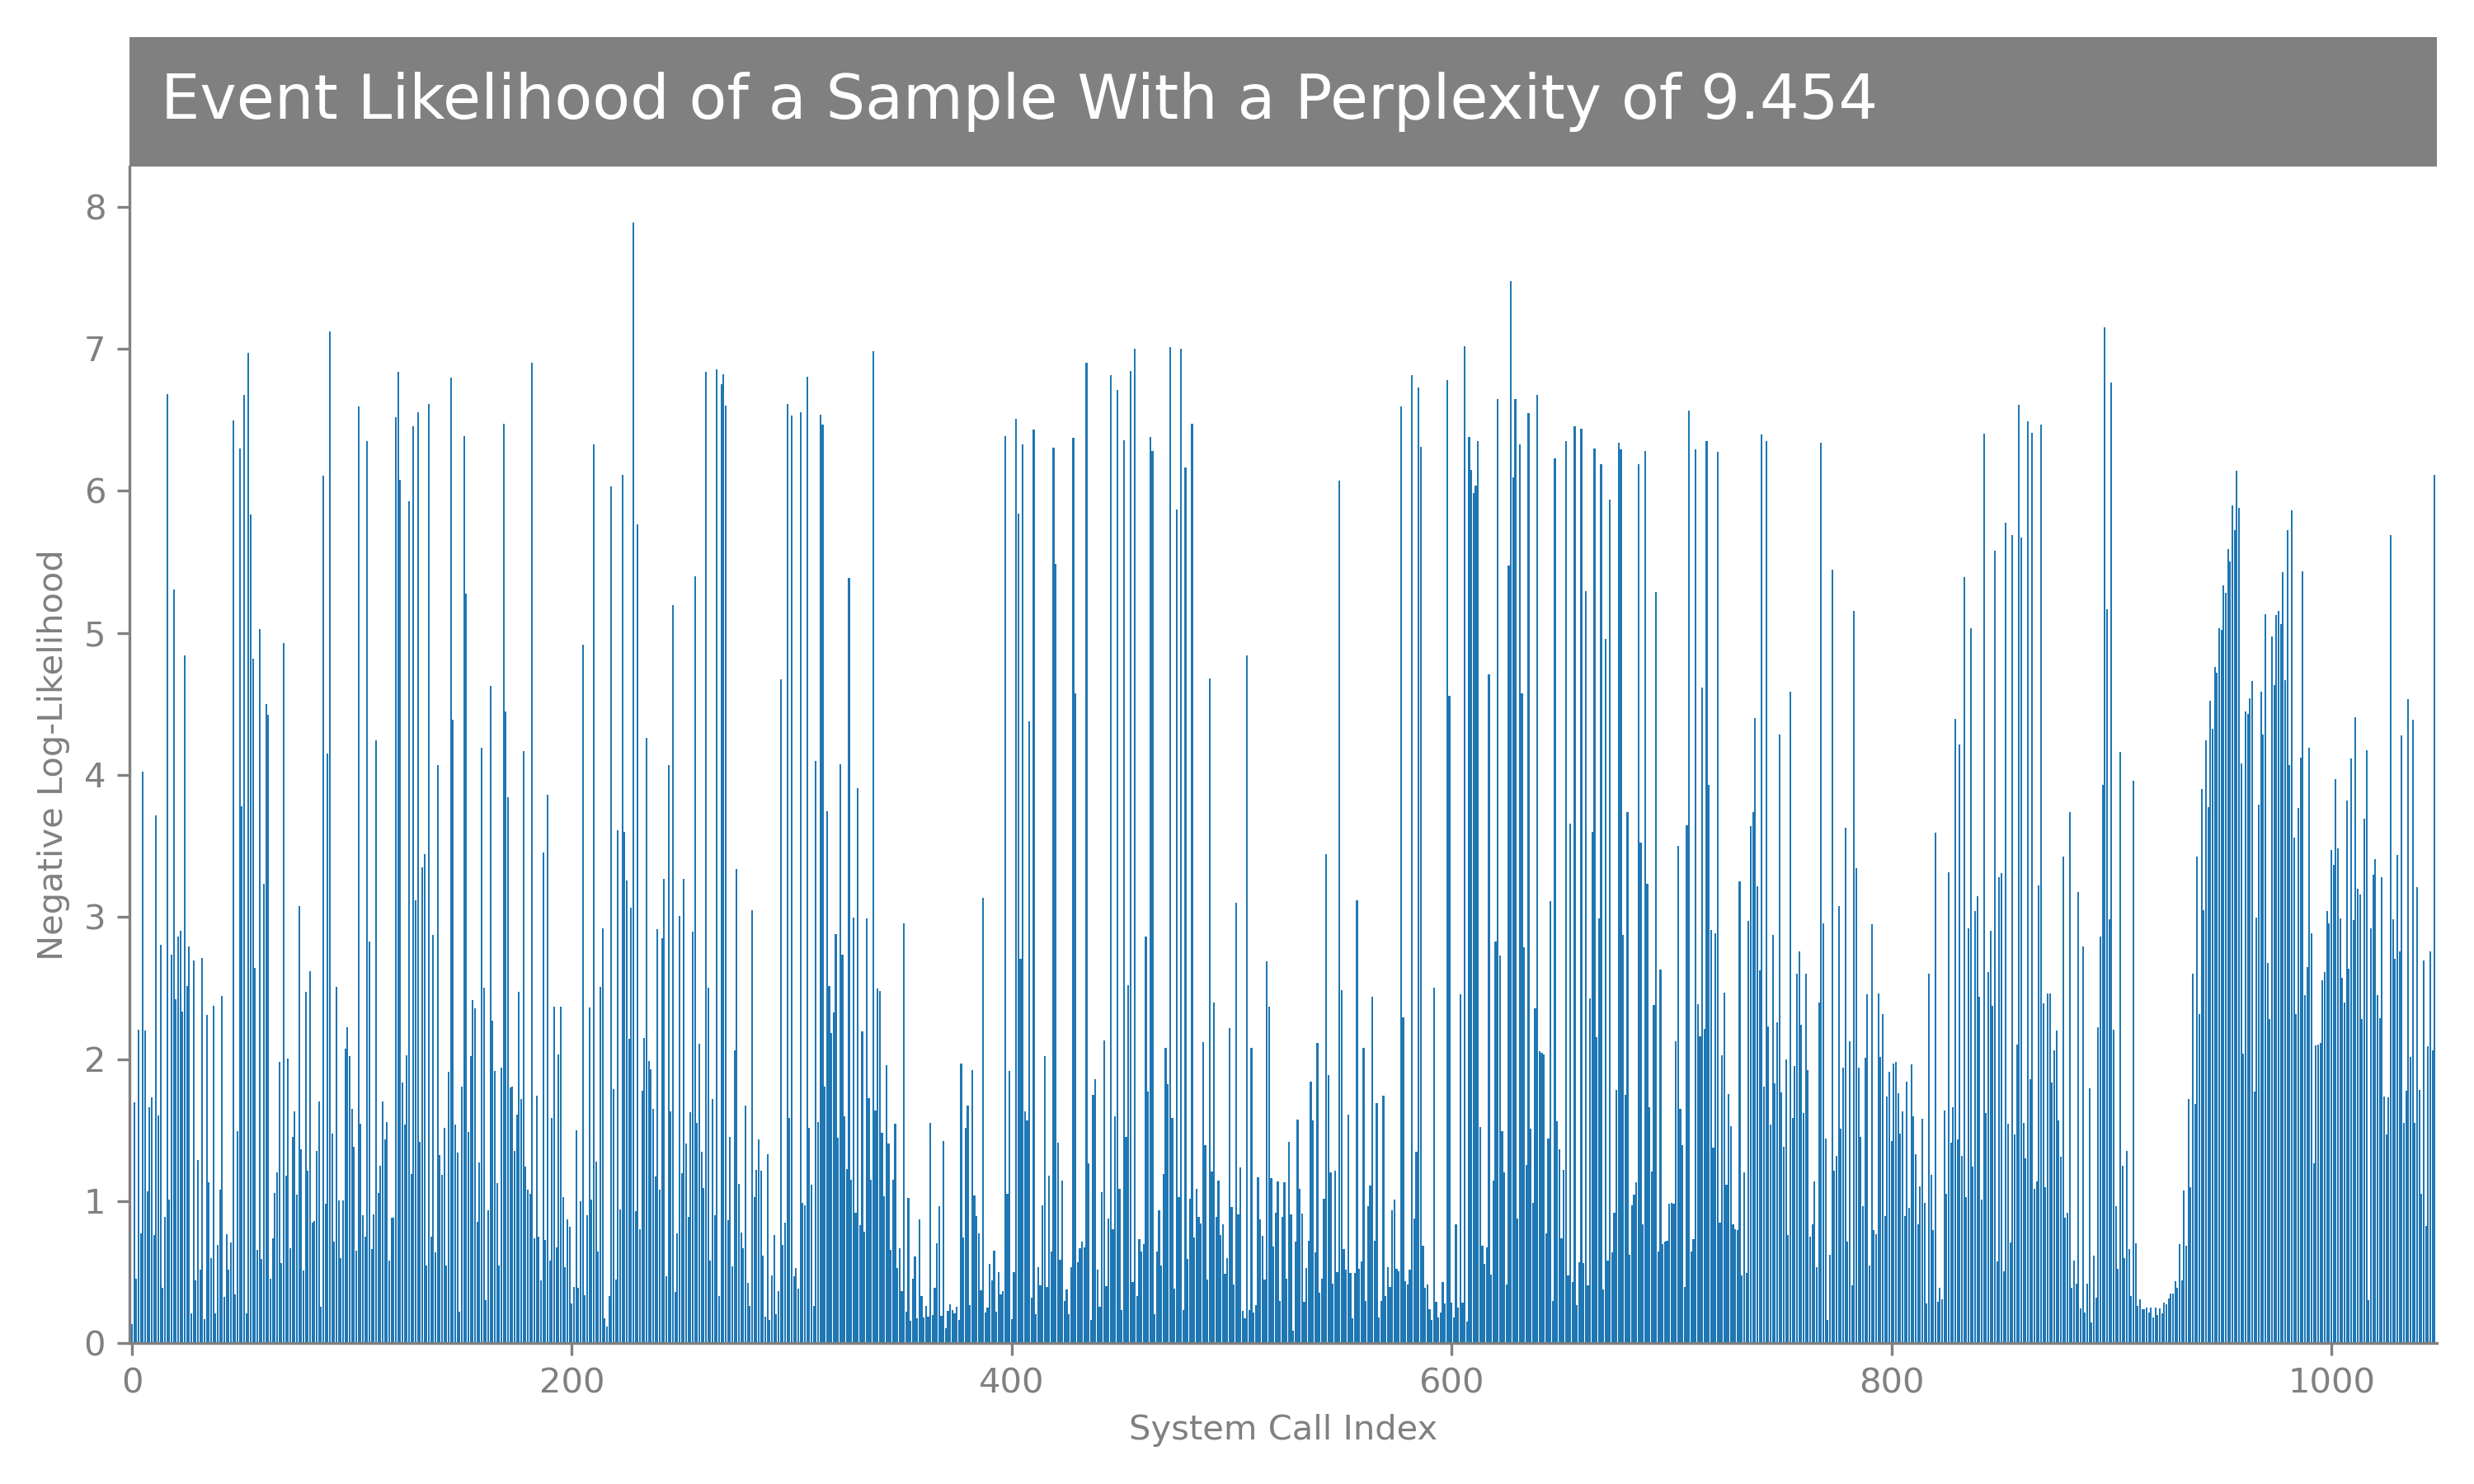 Event Likelihood of a Sample With a Perplexity of 9.454
8
7
6
5
4
3
2
1
0
Negative Log-Likelihood
0 200 400 600 800 1000
System Call Index